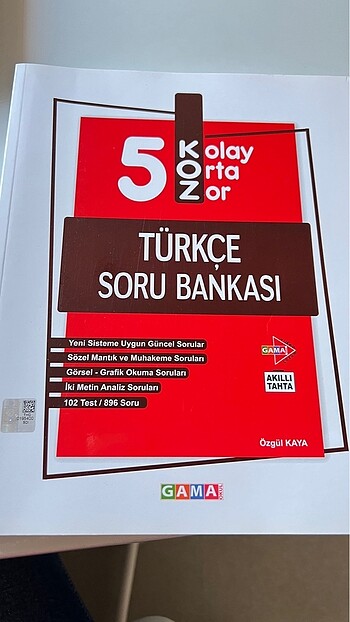 5
Kolay
Orta
Zor
TÜRKÇE
SORU BANKASI
Yeni Sisteme Uygun Güncel Sorular
Sözel Mantık ve Muhakeme Soruları
Görsel - Grafik Okuma Soruları
İki Metin Analiz Soruları
102 Test / 896 Soru
GAMA
AKILLI
TAHTA
Özgül KAYA
GAMA